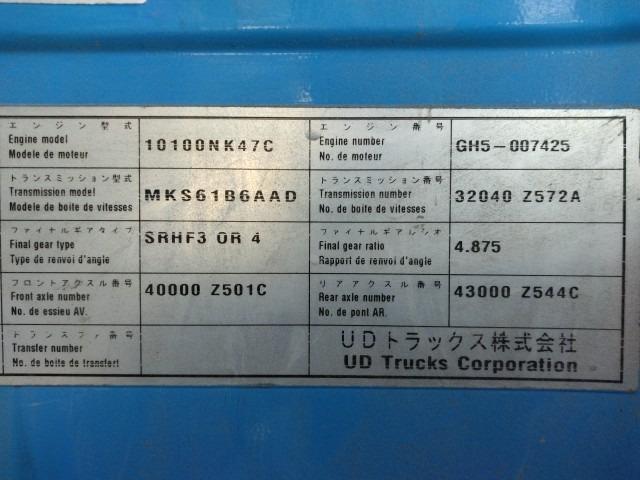 エンジン型式
Engine model
Modele de moteur
10100NK47C
エンジン番号
Engine number
No. de moteur
GH5-007425
トランスミッション型式
Transmission model
Modele de boite de vitesses
MKS61B6AAD
トランスミッション番号
Transmission number
No. de boite de vitesses
32040 Z572A
ファイナルギアタイプ
Final gear type
Type de renvoi d'angle
SRHF3 OR 4
ファイナルギアレシオ
Final gear ratio
Rapport de renvoi d'angle
4.875
フロントアクスル番号
Front axle number
No. de essieu AV.
40000 Z501C
リアアクスル番号
Rear axle number
No. de pont AR.
43000 Z544C
トランスファ番号
Transfer number
No. de boite de transfert
UDトラックス株式会社
UD Trucks Corporation